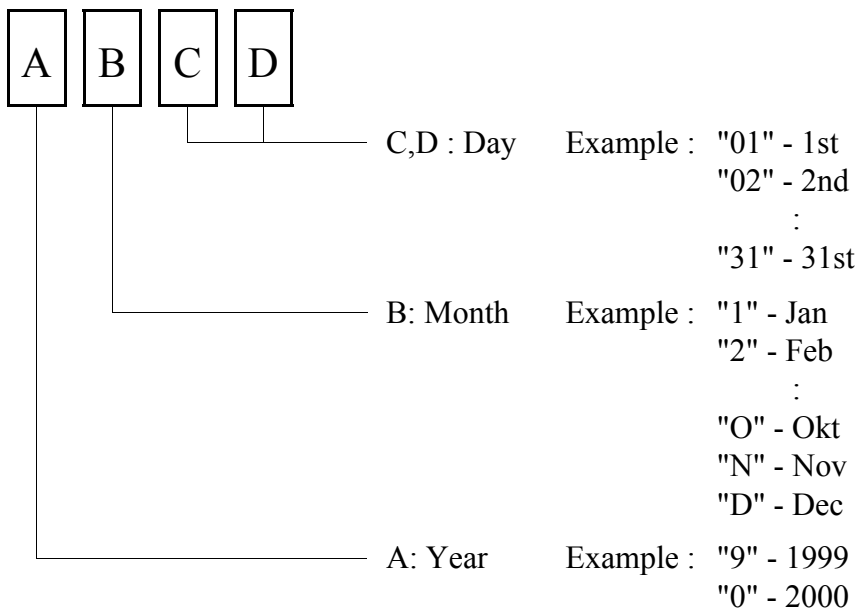 A B C D
C,D : Day Example : "01" - 1st
"02" - 2nd
:
"31" - 31st
B: Month Example : "1" - Jan
"2" - Feb
:
"O" - Okt
"N" - Nov
"D" - Dec
A: Year Example : "9" - 1999
"0" - 2000